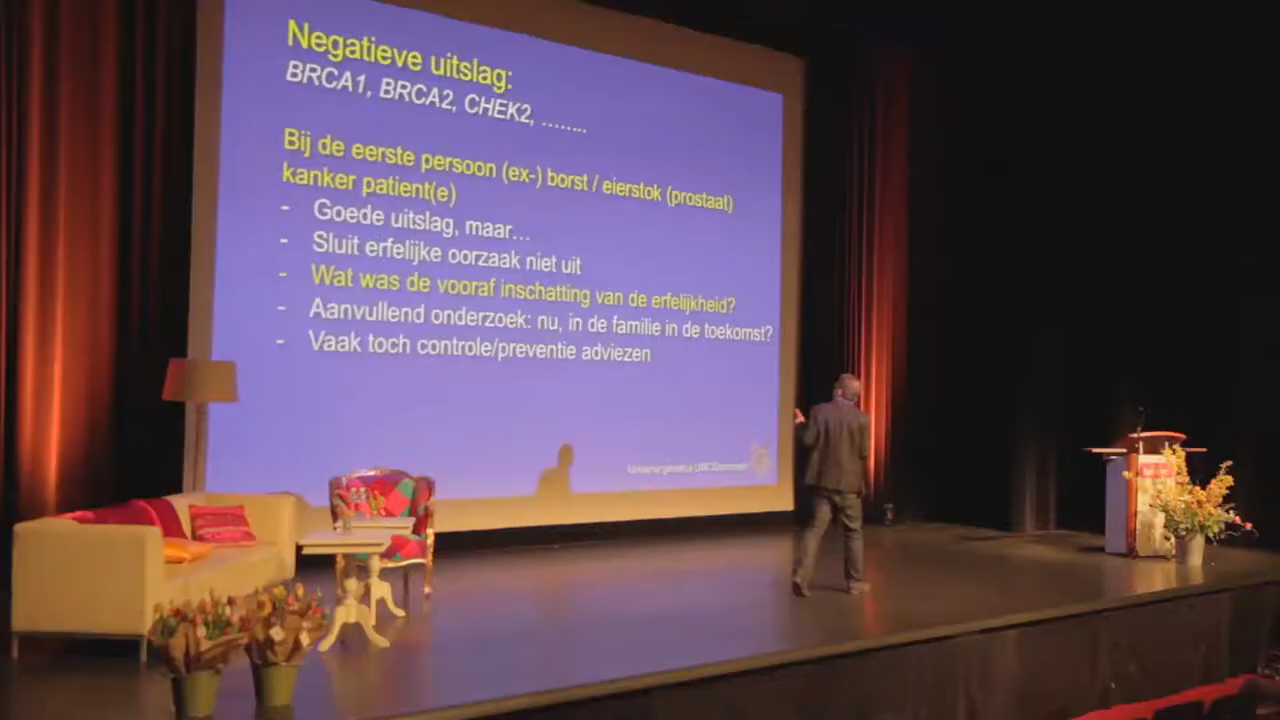 Negatieve uitslag:
BRCA1, BRCA2, CHEK2, ……..
Bij de eerste persoon (ex-) borst / eierstok (prostaat)
kanker patient(e)
- Goede uitslag, maar…
- Sluit erfelijke oorzaak niet uit
- Wat was de vooraf inschatting van de erfelijkheid?
- Aanvullend onderzoek: nu, in de familie in de toekomst?
- Vaak toch controle/preventie adviezen